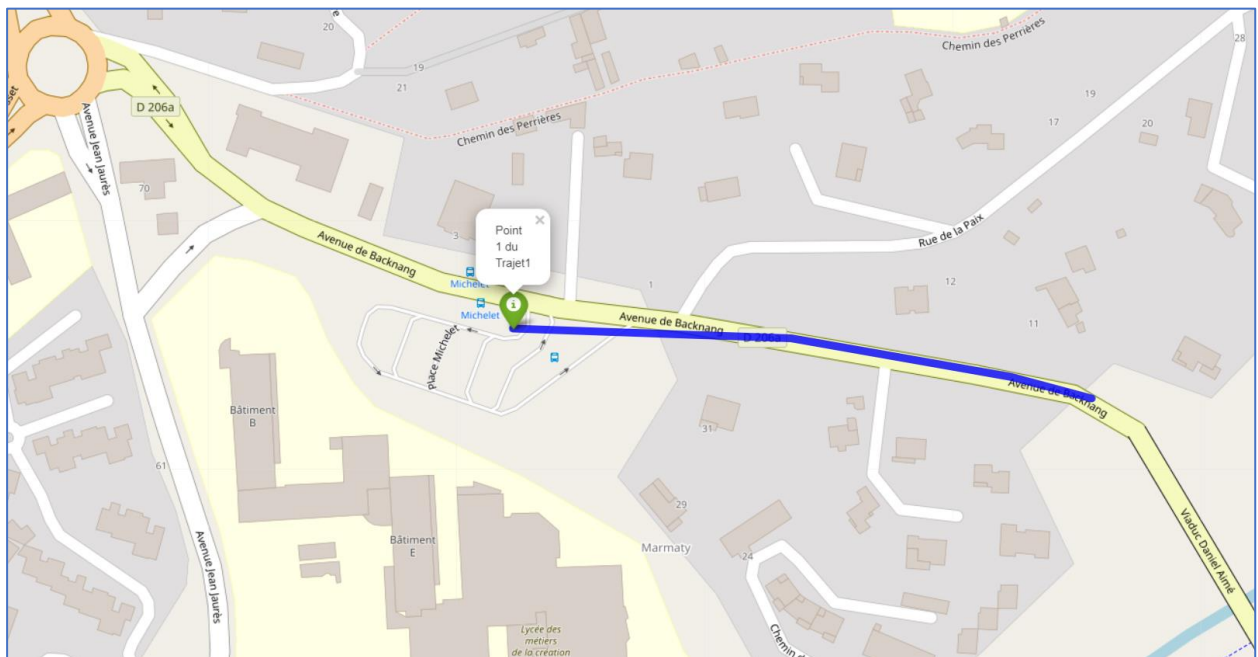 20
Chemin des Perrières
28
19
21
D 206a
Avenue Jean Jaurès
Chemin des Perrières
19
17
20
70
Rue de la Paix
Point
1 du
Trajet1
3
Avenue de Backnang
Michelet
Michelet
1
12
11
Avenue de Backnang
D 206a
Place Michelet
Avenue de Backnang
Bâtiment
B
31
61
29
Viaduc Daniel Aimé
Bâtiment
E
Marmaty
24
Avenue Jean Jaurès
Lycée des
métiers
de la création